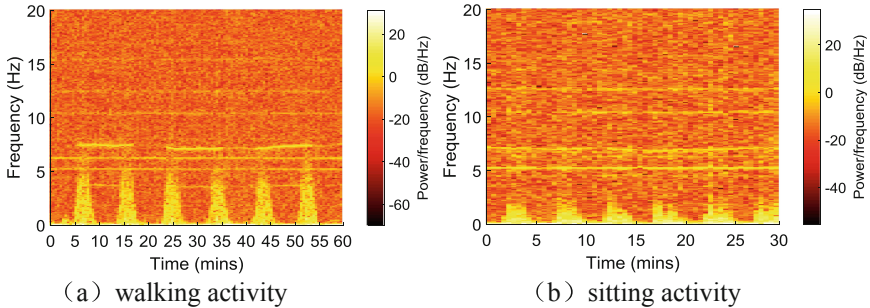 20
15
10
5
0
Frequency (Hz)
0 5 10 15 20 25 30 35 40 45 50 55 60
Time (mins)
20
0
-20
-40
-60
Power/frequency (dB/Hz)
(a) walking activity
20
15
10
5
0
Frequency (Hz)
0 5 10 15 20 25 30
Time (mins)
20
0
-20
-40
Power/frequency (dB/Hz)
(b) sitting activity